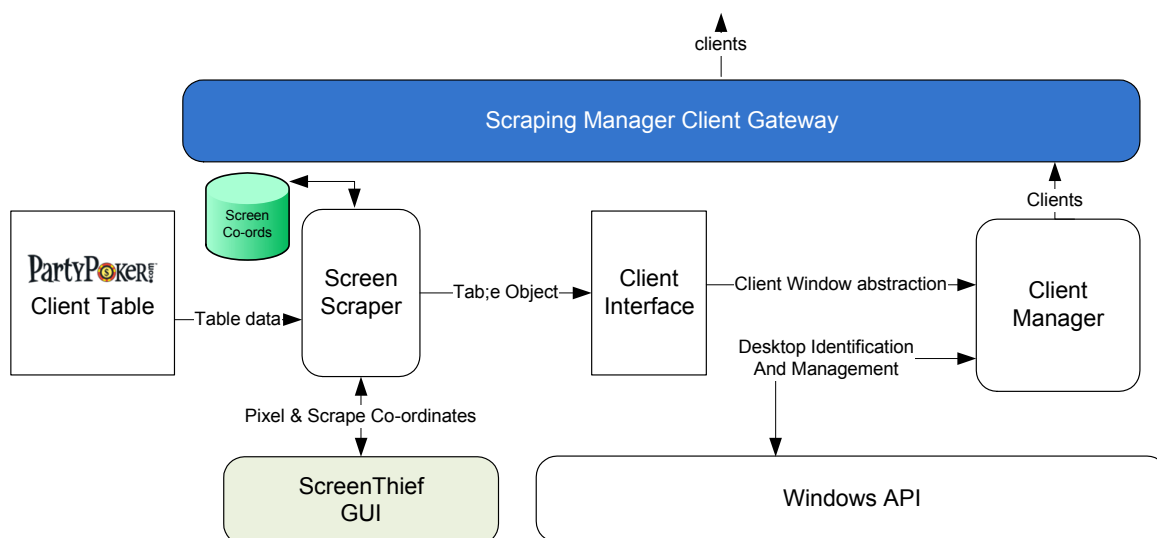 clients
Scraping Manager Client Gateway
Screen
Co-ords
Clients
PartyPoker.com™
Client Table
Table data
Screen
Scraper
Tab;e Object
Client
Interface
Client Window abstraction
Client
Manager
Desktop Identification
And Management
Pixel & Scrape Co-ordinates
ScreenThief
GUI
Windows API